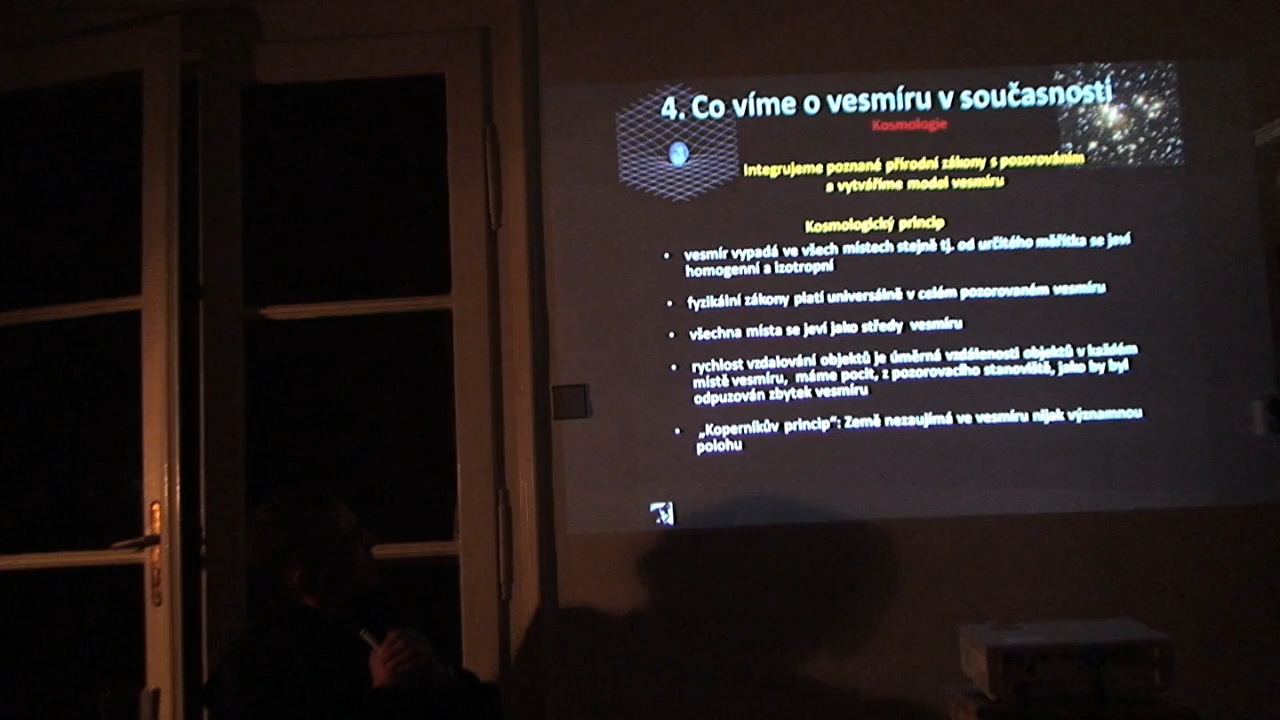 4. Co víme o vesmíru v současnosti
Kosmologie
Integrujeme poznané přírodní zákony s pozorováním
a vytváříme model vesmíru
Kosmologický princip
• vesmír vypadá ve všech místech stejně tj. od určitého měřítka se jeví
homogenní a izotropní
• fyzikální zákony platí universálně v celém pozorovaném vesmíru
• všechna místa se jeví jako středy vesmíru
• rychlost vzdalování objektů je úměrná vzdálenosti objektů v každém
místě vesmíru, máme pocit, z pozorovacího stanoviště, jako by byl
odpuzován zbytek vesmíru
• „Koperníkův princip“: Země nezaujímá ve vesmíru nijak významnou
polohu